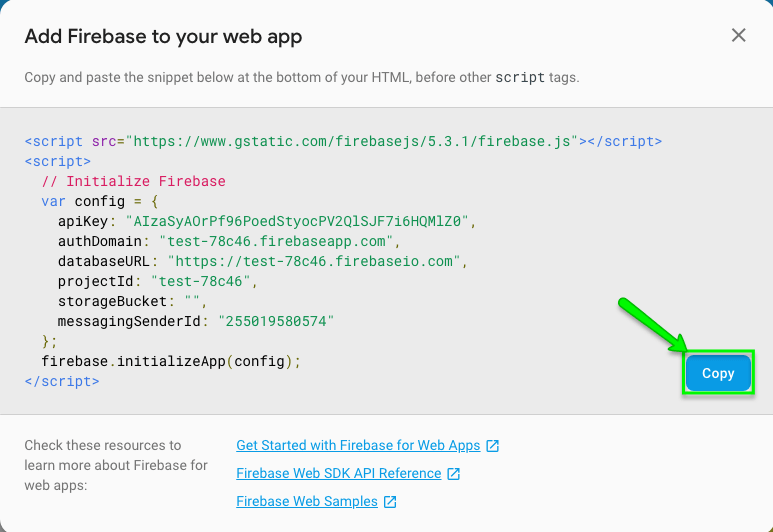 Add Firebase to your web app
Copy and paste the snippet below at the bottom of your HTML, before other script tags.
<script src="https://www.gstatic.com/firebasejs/5.3.1/firebase.js"></script>
<script>
// Initialize Firebase
var config = {
apiKey: "AIzaSyAOrPf96PoedStyocPV2QlSJF7i6HQMlZ0",
authDomain: "test-78c46.firebaseapp.com",
databaseURL: "https://test-78c46.firebaseio.com",
projectId: "test-78c46",
storageBucket: "",
messagingSenderId: "255019580574"
};
firebase.initializeApp(config);
</script>
Copy
Check these resources to
learn more about Firebase for
web apps:
Get Started with Firebase for Web Apps
Firebase Web SDK API Reference
Firebase Web Samples